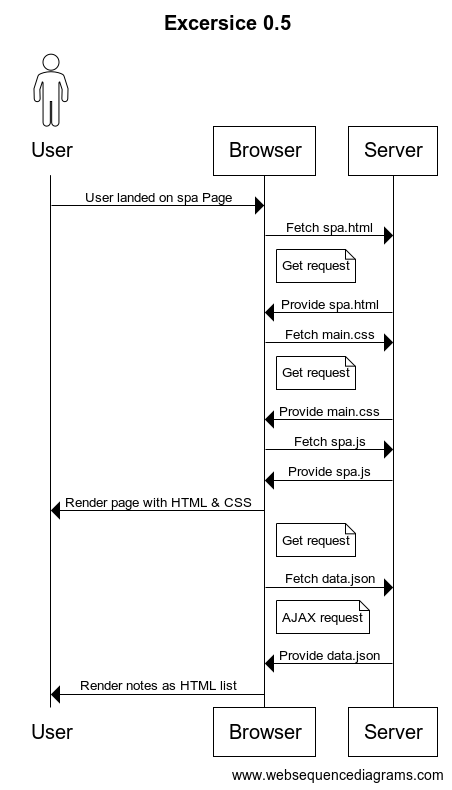 Excersice 0.5
User
Browser
Server
User landed on spa Page
Fetch spa.html
Get request
Provide spa.html
Fetch main.css
Get request
Provide main.css
Fetch spa.js
Provide spa.js
Render page with HTML & CSS
Get request
Fetch data.json
AJAX request
Provide data.json
Render notes as HTML list
User
Browser
Server
www.websequencediagrams.com